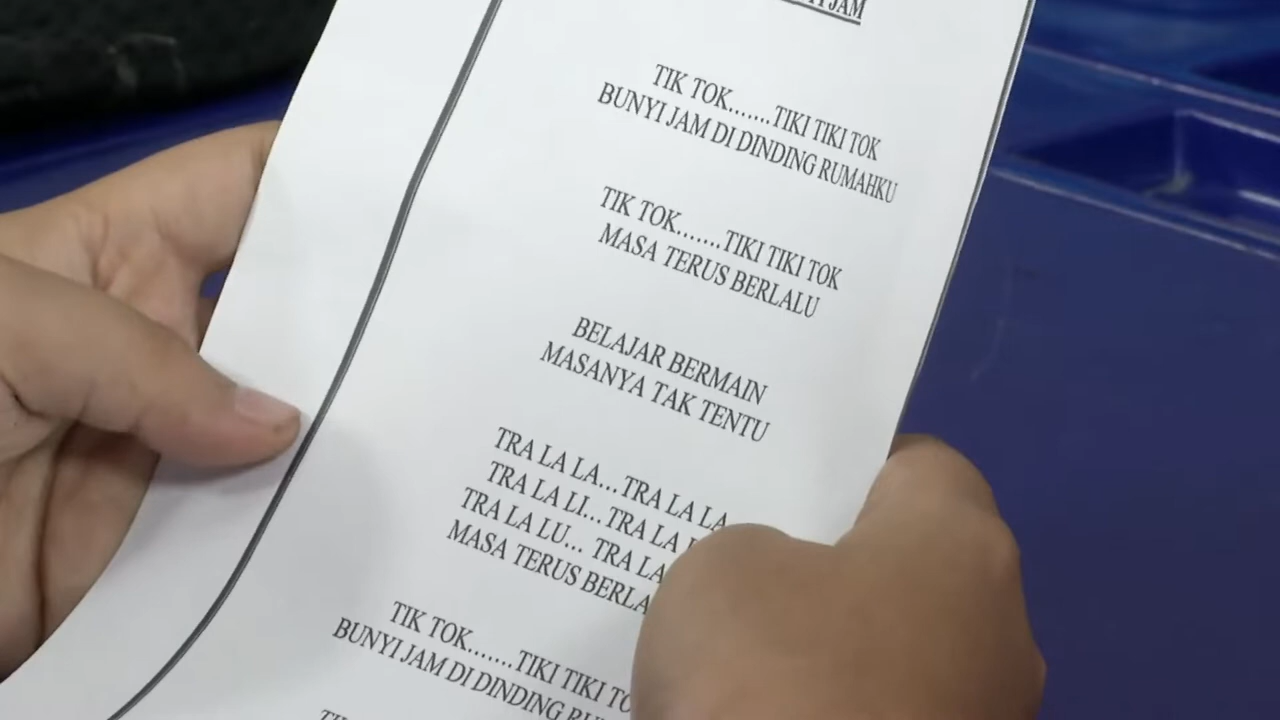 JAM
TIK TOK.......TIKI TIKI TOK
BUNYI JAM DI DINDING RUMAHKU
TIK TOK.......TIKI TIKI TOK
MASA TERUS BERLALU
BELAJAR BERMAIN
MASANYA TAK TENTU
TRA LA LA...TRA LA LA
TRA LA LI...TRA LA
TRA LA LU... TRA LA
MASA TERUS
TIK TOK.......TIKI TIKI
BUNYI JAM DI DINDING